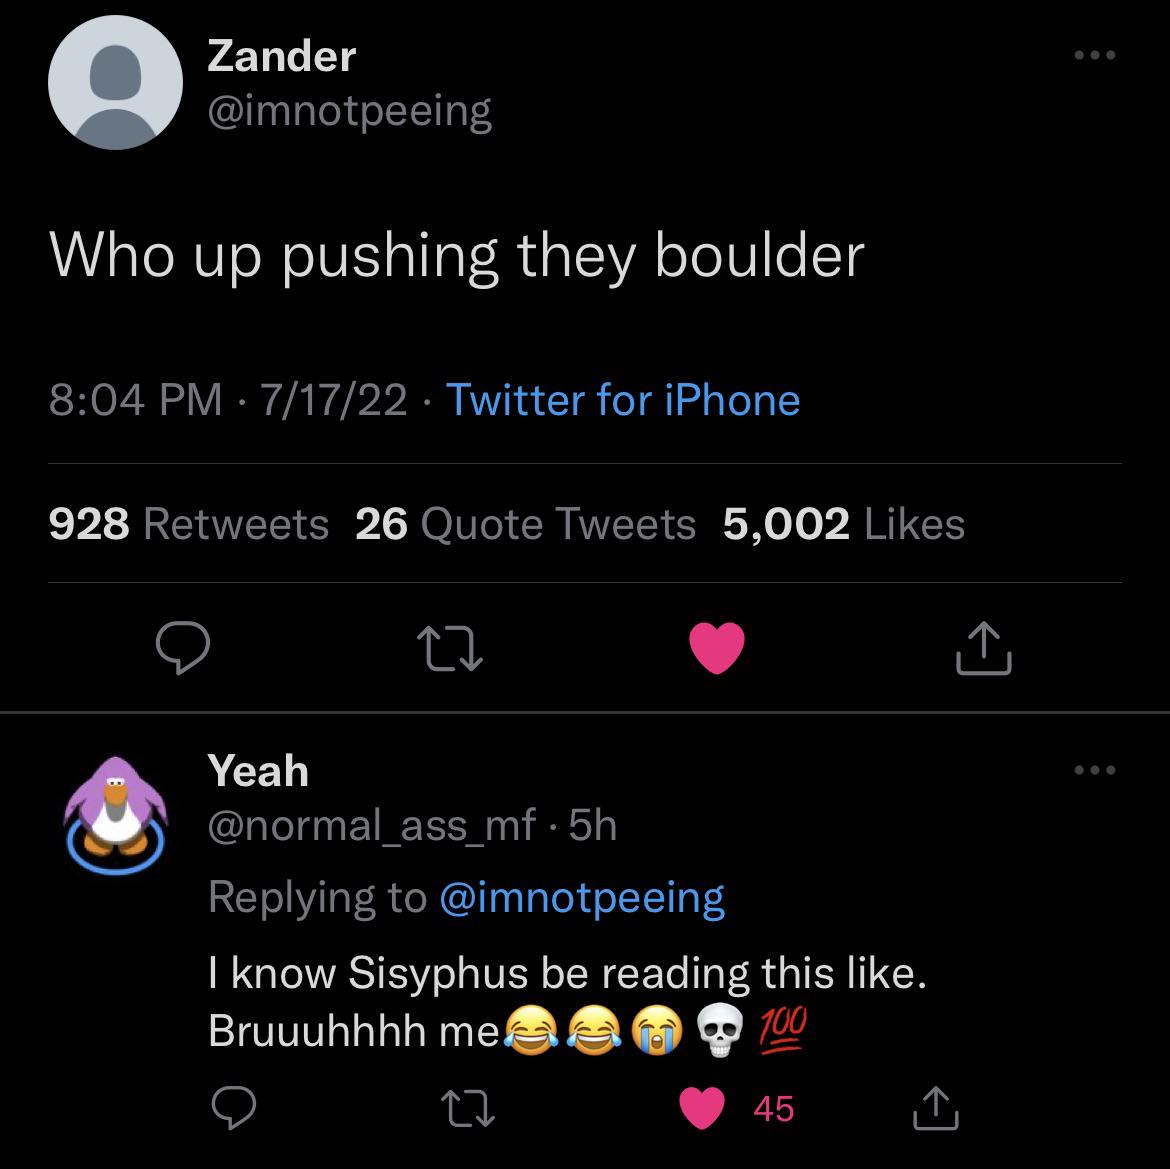 Zander
@imnotpeeing
Who up pushing they boulder
8:04 PM · 7/17/22 · Twitter for iPhone
928 Retweets 26 Quote Tweets 5,002 Likes
Yeah
@normal_ass_mf · 5h
Replying to @imnotpeeing
I know Sisyphus be reading this like.
Bruuuhhhh me😂😂😭💀💯
45